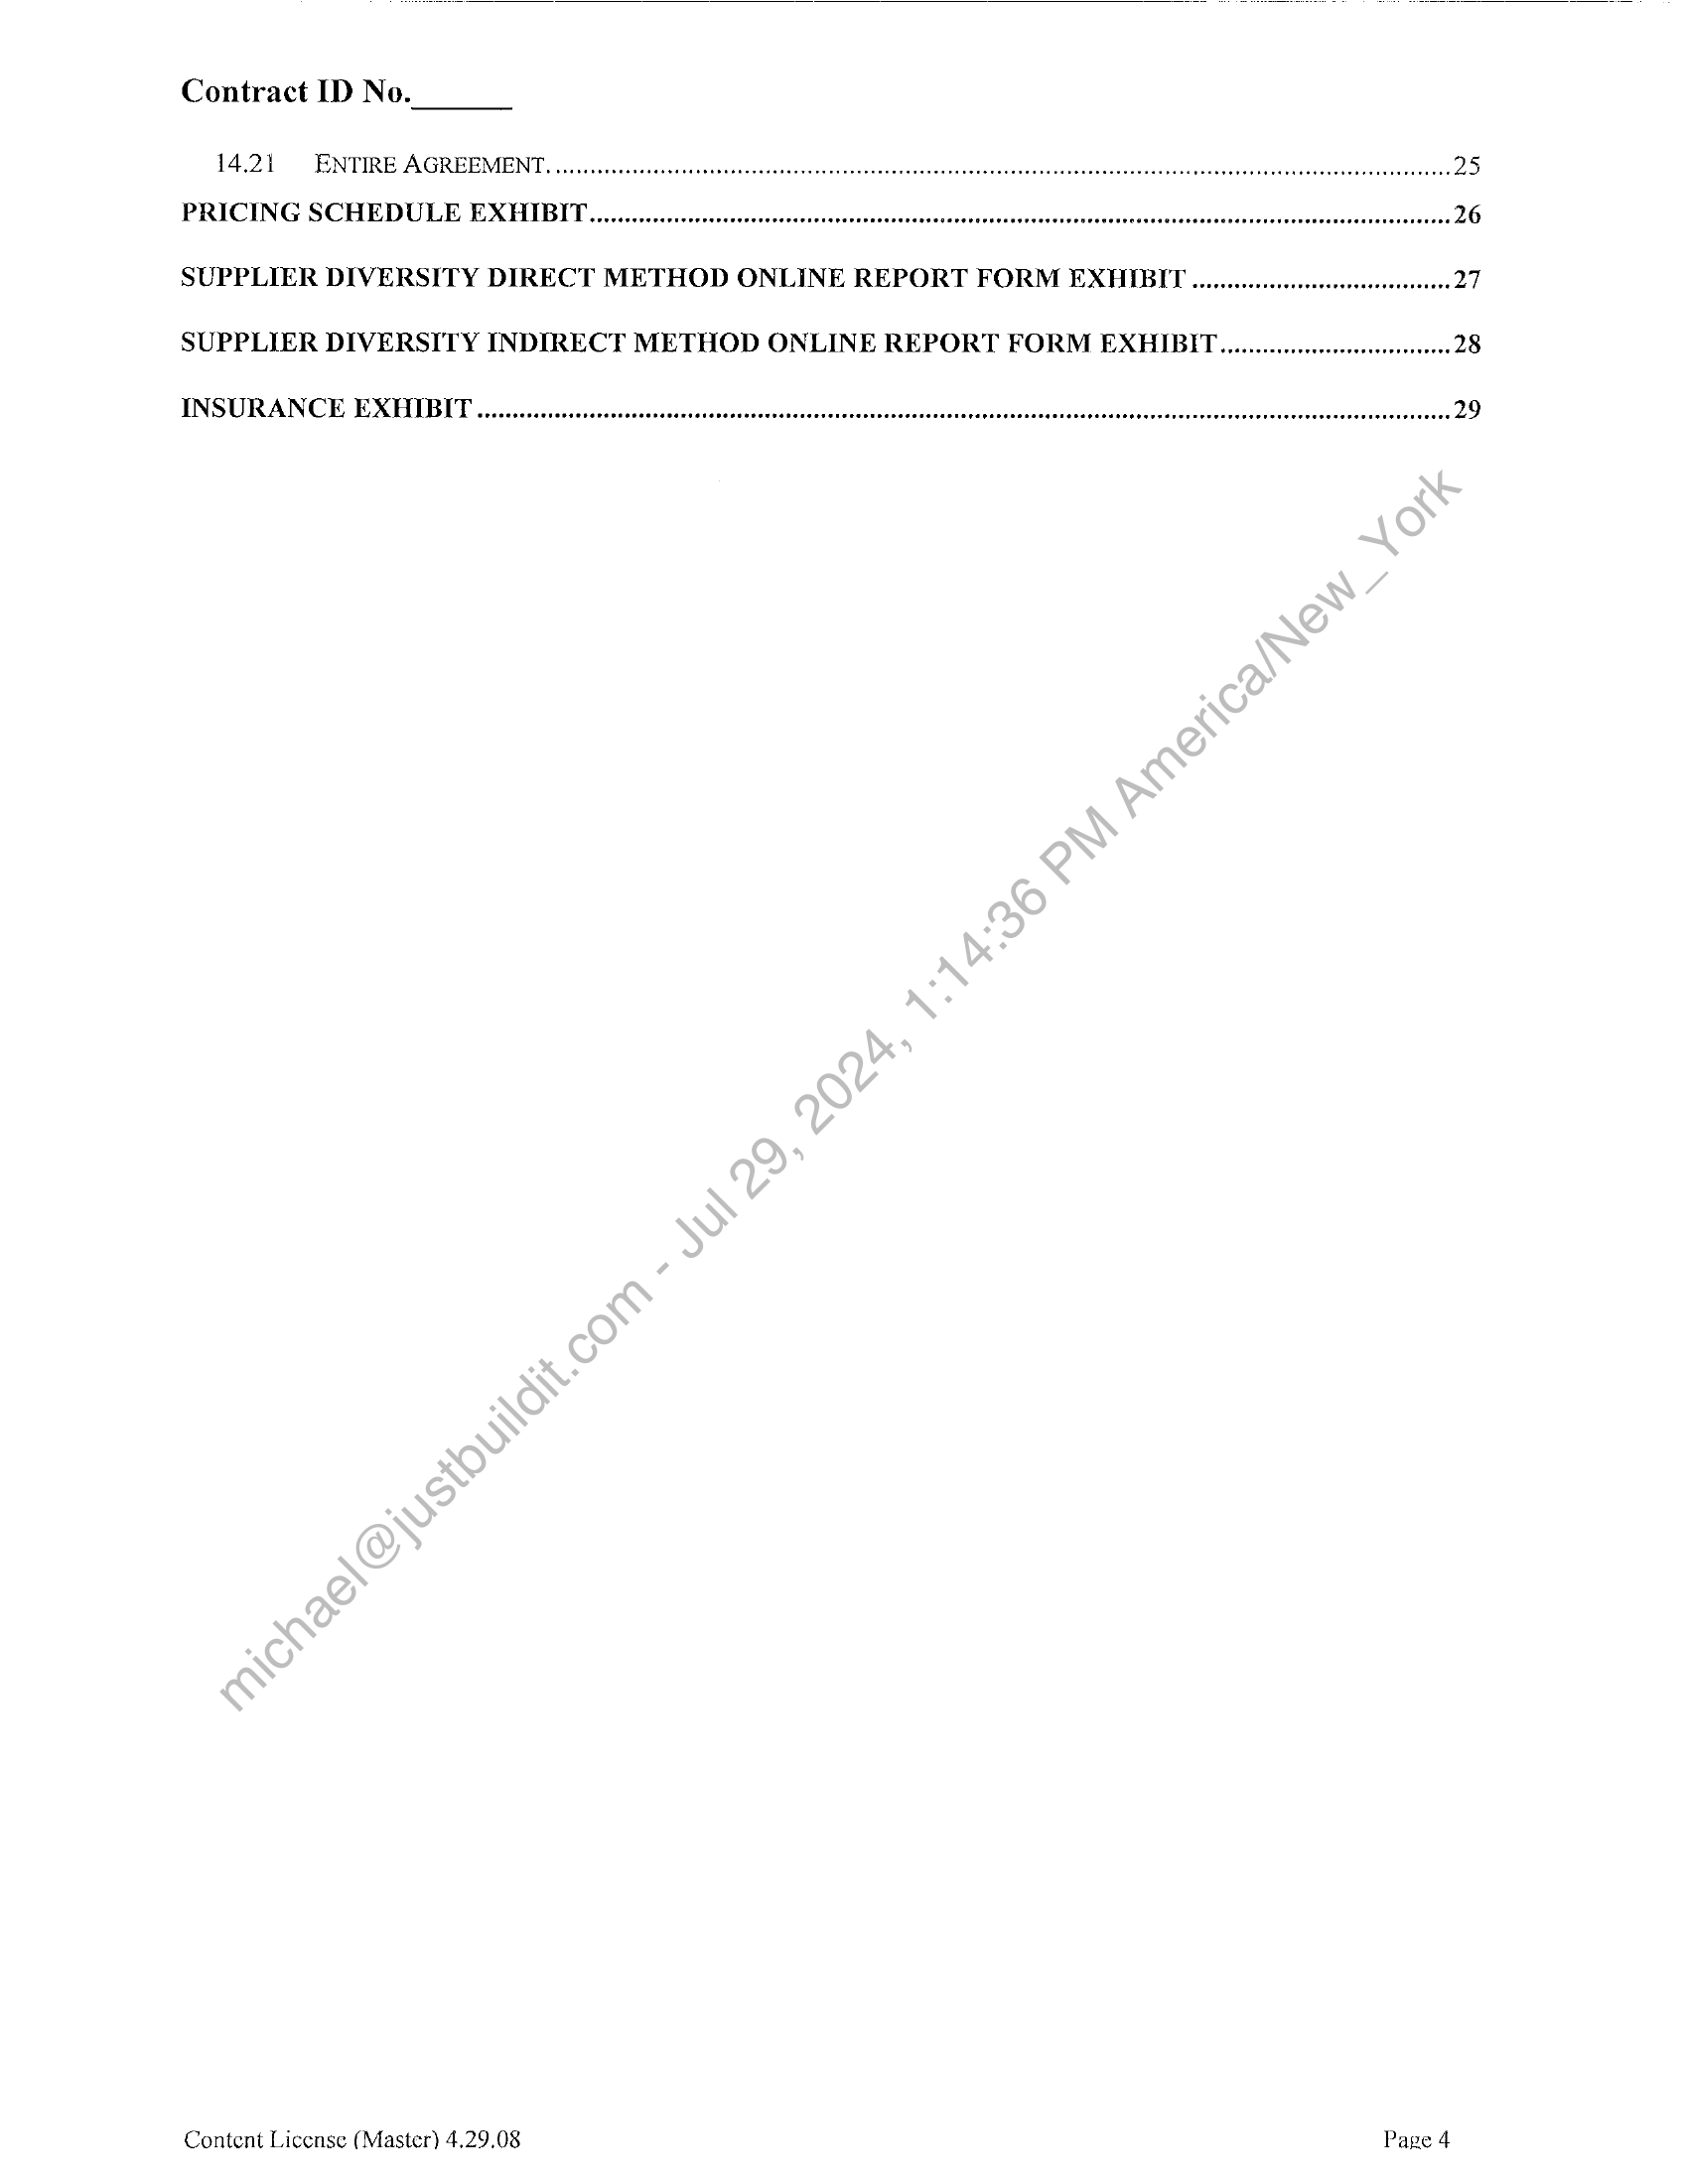 Contract ID No.______
14.21 ENTIRE AGREEMENT. ........................................................................................................................25
PRICING SCHEDULE EXHIBIT........................................................................................................................26
SUPPLIER DIVERSITY DIRECT METHOD ONLINE REPORT FORM EXHIBIT .....................................27
SUPPLIER DIVERSITY INDIRECT METHOD ONLINE REPORT FORM EXHIBIT.................................28
INSURANCE EXHIBIT ........................................................................................................................................29
michael@justbuildit.com - Jul 29, 2024, 1:14:36 PM America/New_York
Content License (Master) 4.29.08
Page 4